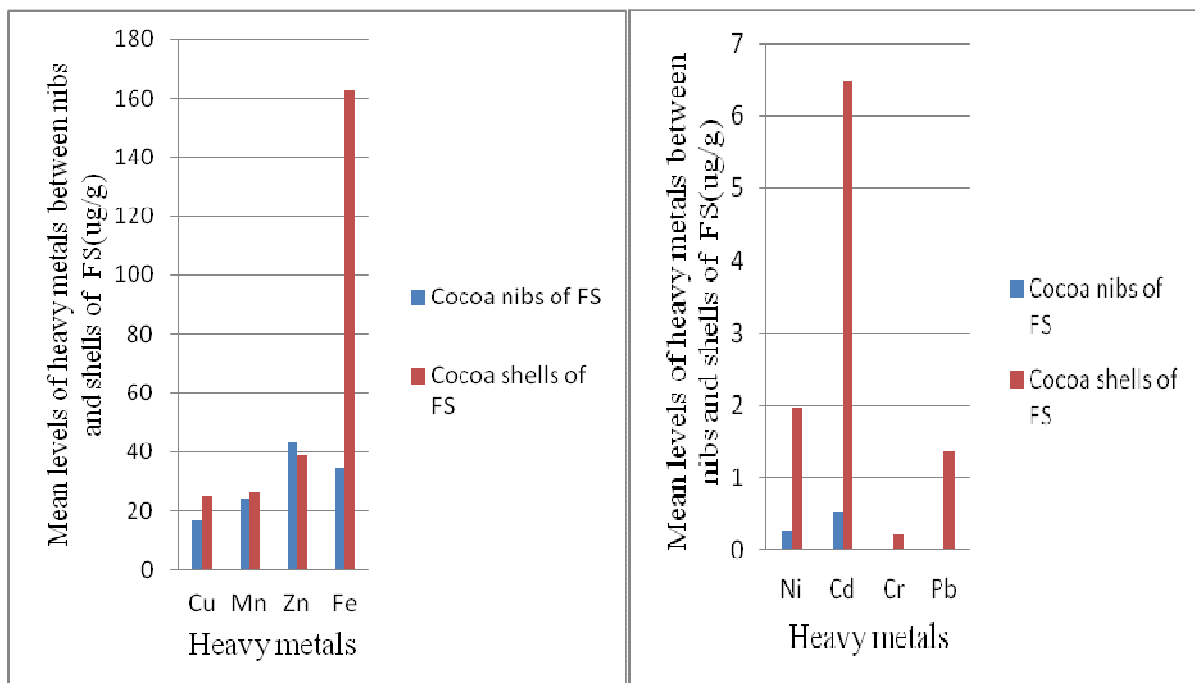 Mean levels of heavy metals between nibs
and shells of FS(ug/g)
180
160
140
120
100
80
60
40
20
0
Cu Mn Zn Fe
Heavy metals
Cocoa nibs of FS
Cocoa shells of
FS
Mean levels of heavy metals between
nibs and shells of FS(ug/g)
7
6
5
4
3
2
1
0
Ni Cd Cr Pb
Heavy metals
Cocoa nibs of
FS
Cocoa shells of
FS